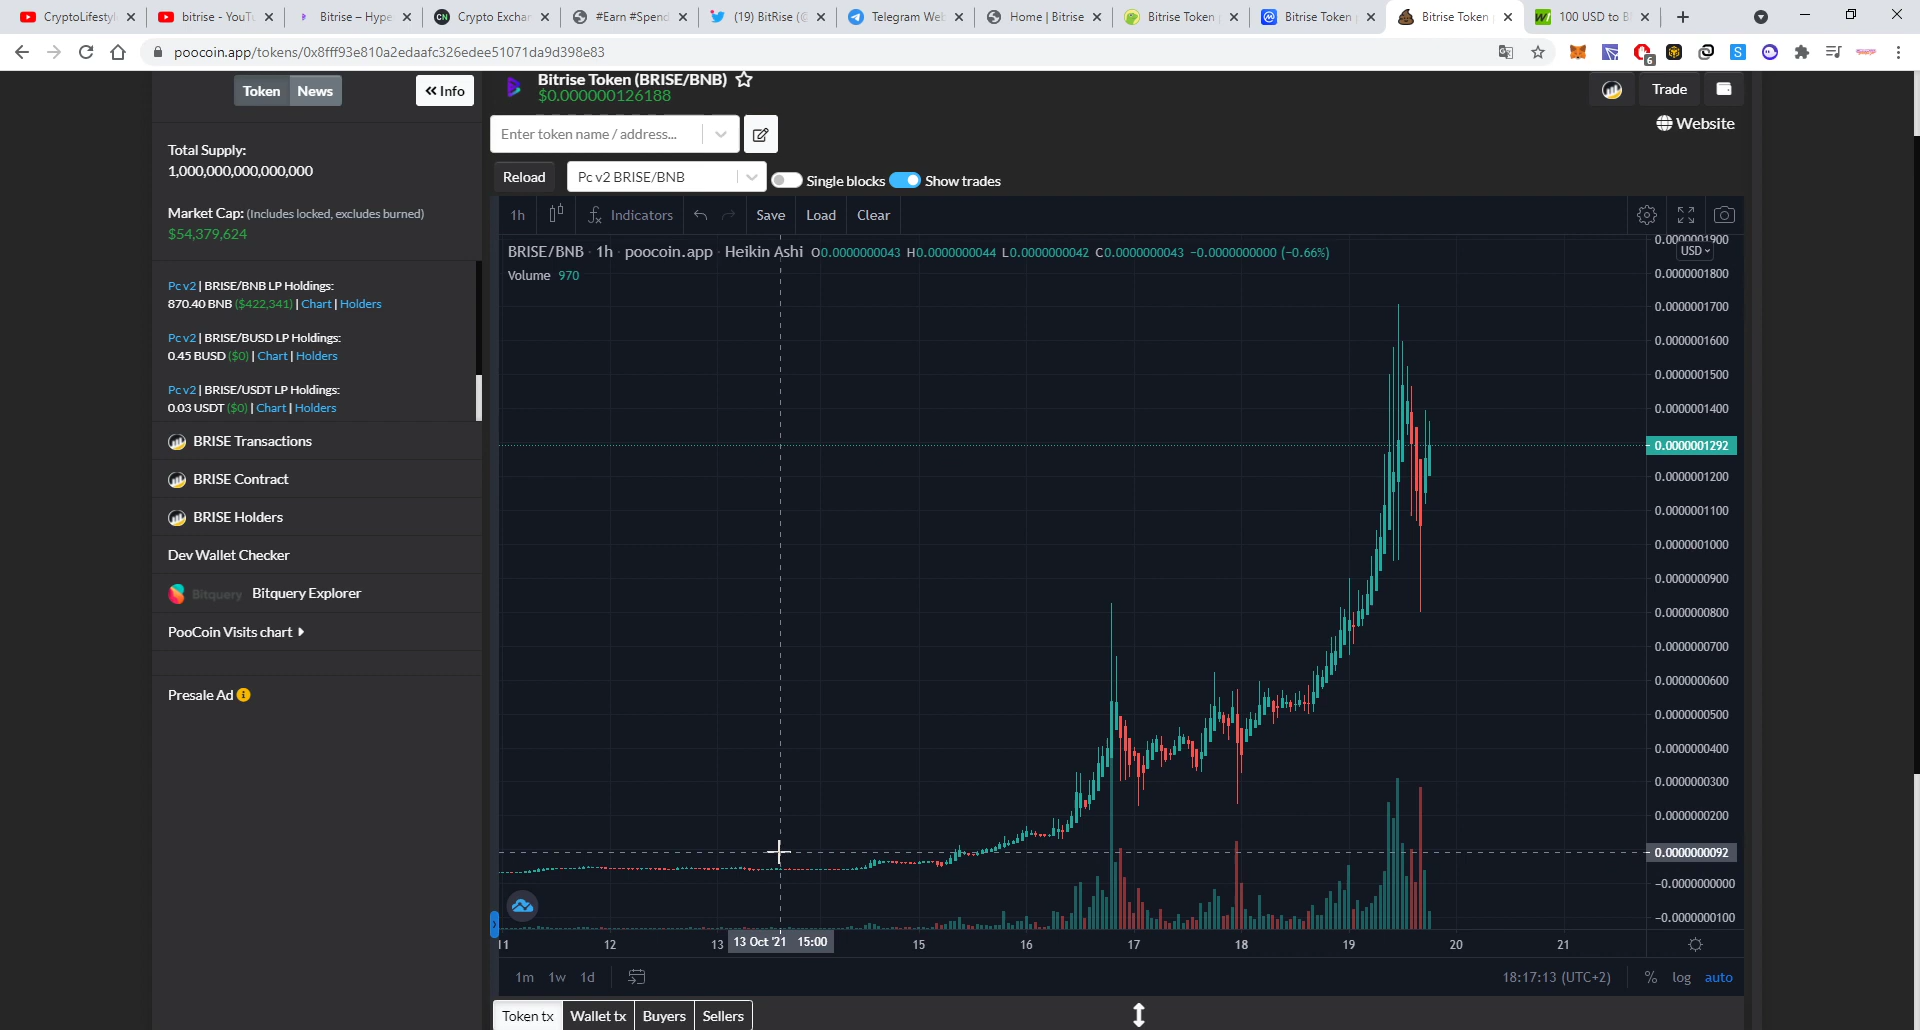 CryptoLifestyl
bitrise - YouTu
Bitrise – Hype
Crypto Exchar
#Earn #Spend
(19) BitRise (@
Telegram We
Home | Bitrise
Bitrise Token
Bitrise Token
Bitrise Token
100 USD to B
poocoin.app/tokens/0x8fff93e810a2edaafc326edee51071da9d398e83
6
Token
News
« Info
Bitrise Token (BRISE/BNB)
$0.000000126188
Trade
Website
Enter token name / address...
Total Supply:
1,000,000,000,000,000
Reload
Pc v2 BRISE/BNB
Single blocks
Show trades
Market Cap: (Includes locked, excludes burned)
$54,379,624
1h
Indicators
Save
Load
Clear
BRISE/BNB · 1h · poocoin.app · Heikin Ashi O0.0000000043 H0.0000000044 L0.0000000042 C0.0000000043 -0.0000000000 (-0.66%)
Volume 970
Pc v2 | BRISE/BNB LP Holdings:
870.40 BNB ($422,341) | Chart | Holders
Pc v2 | BRISE/BUSD LP Holdings:
0.45 BUSD ($0) | Chart | Holders
Pc v2 | BRISE/USDT LP Holdings:
0.03 USDT ($0) | Chart | Holders
BRISE Transactions
BRISE Contract
BRISE Holders
Dev Wallet Checker
Bitquery Bitquery Explorer
PooCoin Visits chart
Presale Ad
0.0000001900
USD
0.0000001800
0.0000001700
0.0000001600
0.0000001500
0.0000001400
0.0000001292
0.0000001200
0.0000001100
0.0000001000
0.0000000900
0.0000000800
0.0000000700
0.0000000600
0.0000000500
0.0000000400
0.0000000300
0.0000000200
0.0000000092
-0.0000000000
-0.0000000100
11
12
13
13 Oct '21 15:00
15
16
17
18
19
20
21
1m
1w
1d
18:17:13 (UTC+2)
%
log
auto
Token tx
Wallet tx
Buyers
Sellers